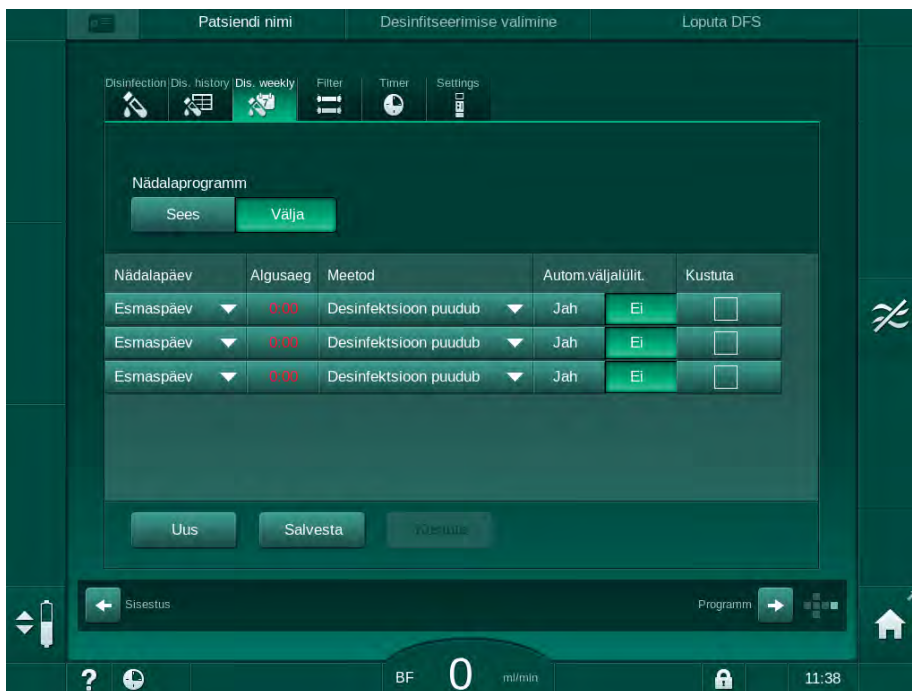 Patsiendi nimi Desinfitseerimise valimine Loputa DFS
Disinfection Dis. history Dis. weekly Filter Timer Settings
7
Nädalaprogramm
Sees Välja
Nädalapäev Algusaeg Meetod Autom.väljalülit. Kustuta
Esmaspäev 0:00 Desinfektsioon puudub Jah Ei
Esmaspäev 0:00 Desinfektsioon puudub Jah Ei
Esmaspäev 0:00 Desinfektsioon puudub Jah Ei
Uus Salvesta Kustuta
Sisestus Programm
? BF 0 ml/min 11:38